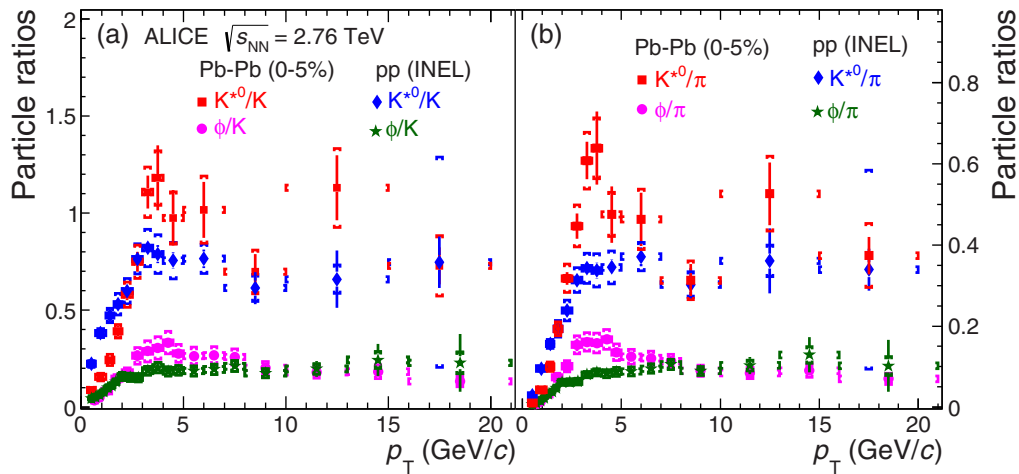 (a) ALICE √s_NN = 2.76 TeV
Pb-Pb (0-5%) pp (INEL)
K*⁰/K K*⁰/K
ϕ/K ϕ/K
Particle ratios
2
1.5
1
0.5
0
0 5 10 15 20
p_T (GeV/c)
(b)
Pb-Pb (0-5%) pp (INEL)
K*⁰/π K*⁰/π
ϕ/π ϕ/π
Particle ratios
0.8
0.6
0.4
0.2
0
0 5 10 15 20
p_T (GeV/c)